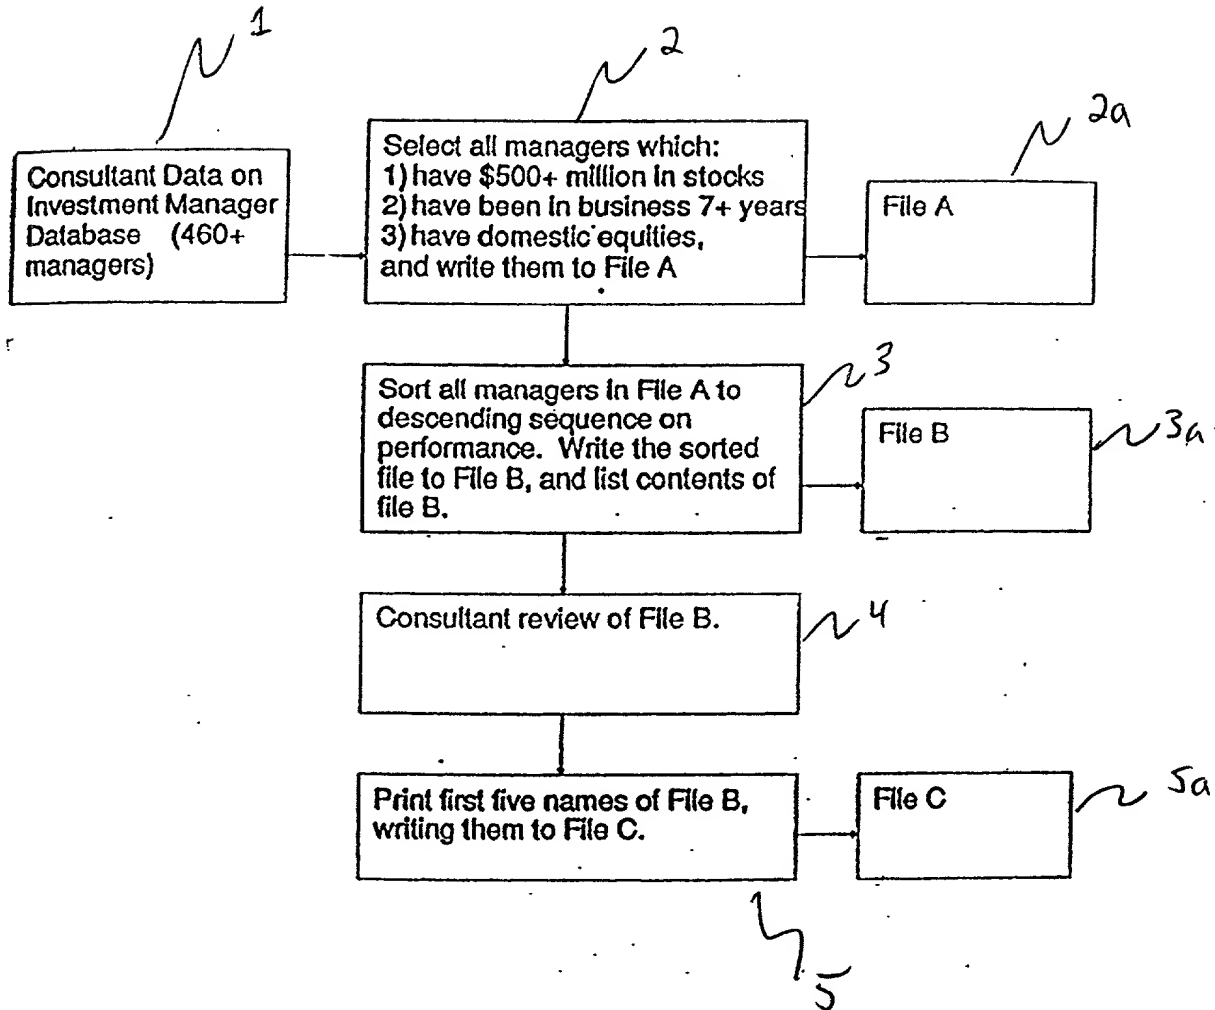 1
2
2a
Consultant Data on
Investment Manager
Database (460+
managers)
Select all managers which:
1) have $500+ million in stocks
2) have been in business 7+ years
3) have domestic equities,
and write them to File A
File A
3
Sort all managers in File A to
descending sequence on
performance. Write the sorted
file to File B, and list contents of
file B.
File B
3a
Consultant review of File B.
4
Print first five names of File B,
writing them to File C.
File C
5a
5